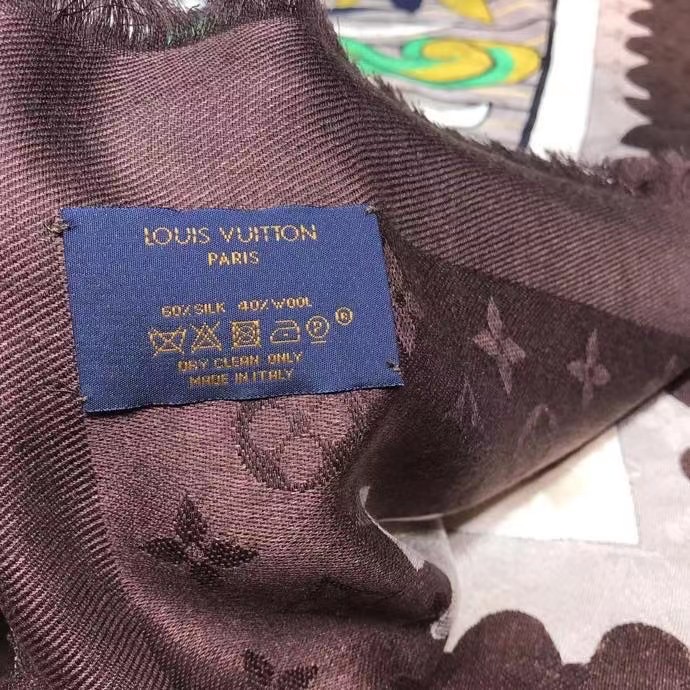 LOUIS VUITTON
PARIS
60% SILK 40% WOOL
P ®
DRY CLEAN ONLY
MADE IN ITALY